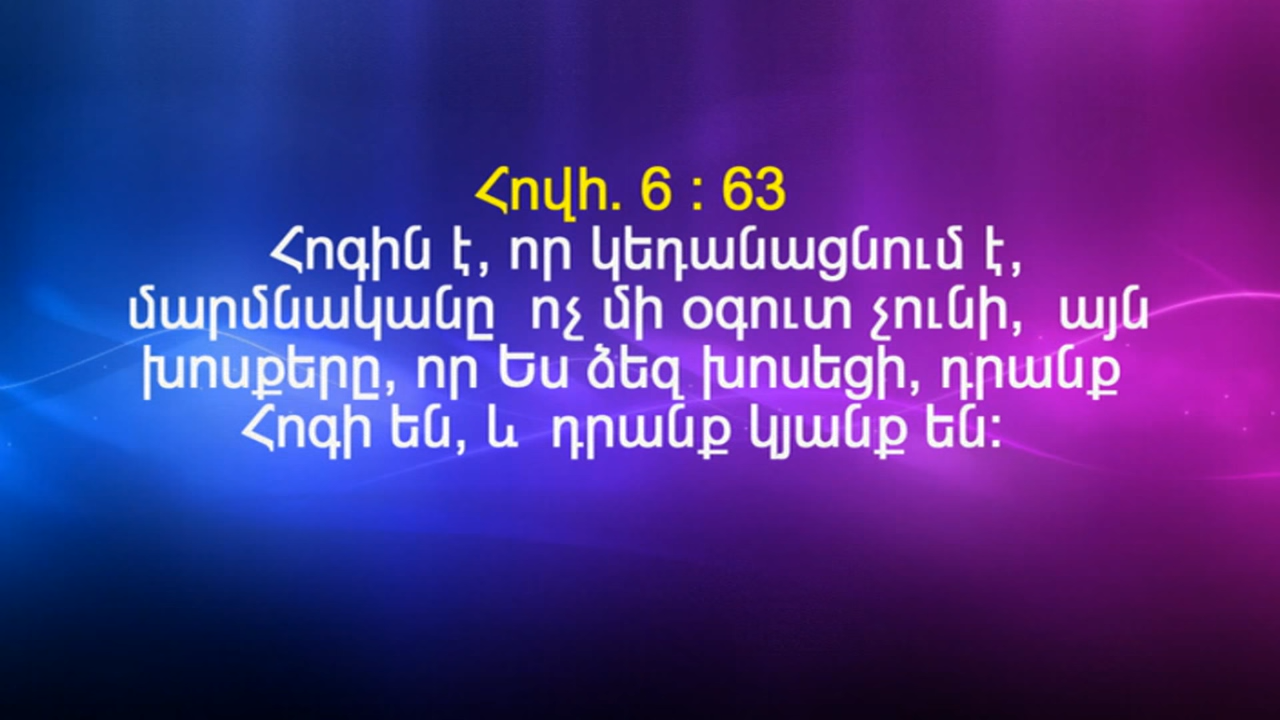 Հովհ. 6 : 63
Հոգին է, որ կեդանացնում է,
մարմնականը ոչ մի օգուտ չունի, այն
խոսքերը, որ Ես ձեզ խոսեցի, դրանք
Հոգի են, և դրանք կյանք են: